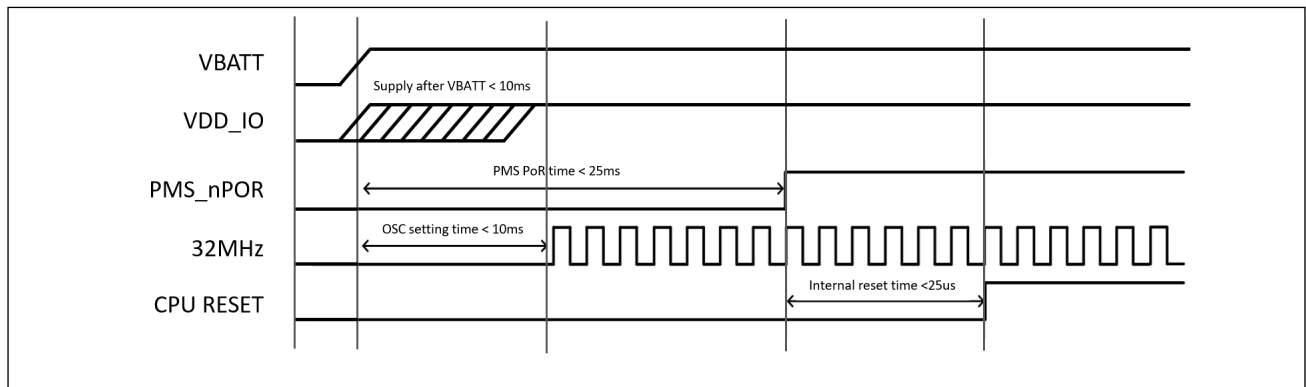 VBATT
Supply after VBATT < 10ms
VDD_IO
PMS PoR time < 25ms
PMS_nPOR
OSC setting time < 10ms
32MHz
Internal reset time <25us
CPU RESET